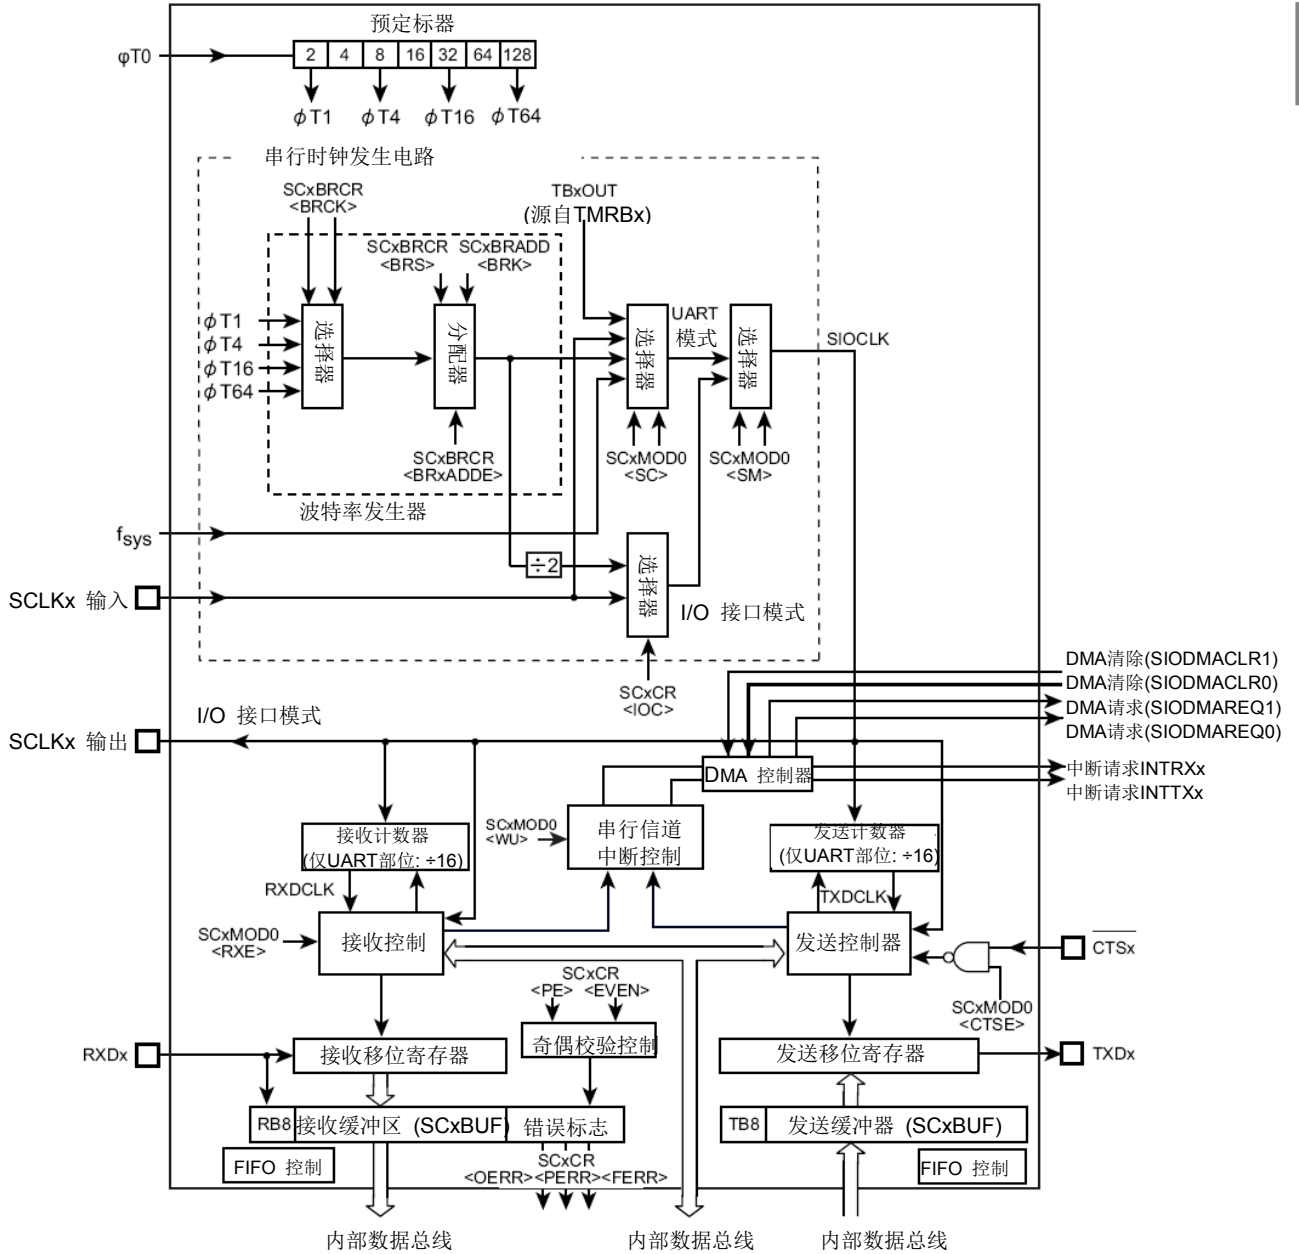 预定标器
φT0
2 4 8 16 32 64 128
ϕT1 ϕT4 ϕT16 ϕT64
串行时钟发生电路
SCxBRCR
<BRCK>
TBxOUT
(源自TMRBx)
SCxBRCR
<BRS>
SCxBRADD
<BRK>
ϕT1
ϕT4
ϕT16
ϕT64
选择器
分配器
选择器
UART
模式
选择器
SIOCLK
SCxBRCR
<BRxADDE>
SCxMOD0
<SC>
SCxMOD0
<SM>
波特率发生器
fsys
÷2
选择器
SCLKx 输入
I/O 接口模式
SCxCR
<IOC>
DMA清除(SIODMACLR1)
DMA清除(SIODMACLR0)
DMA请求(SIODMAREQ1)
DMA请求(SIODMAREQ0)
I/O 接口模式
SCLKx 输出
DMA 控制器
中断请求INTRXx
中断请求INTTXx
接收计数器
(仅UART部位: ÷16)
SCxMOD0
<WU>
串行信道
中断控制
发送计数器
(仅UART部位: ÷16)
RXDCLK
TXDCLK
SCxMOD0
<RXE>
接收控制
发送控制器
CTSx
SCxCR
<PE> <EVEN>
SCxMOD0
<CTSE>
奇偶校验控制
RXDx
接收移位寄存器
发送移位寄存器
TXDx
RB8 接收缓冲区 (SCxBUF) 错误标志
TB8 发送缓冲器 (SCxBUF)
FIFO 控制
SCxCR
<OERR><PERR><FERR>
FIFO 控制
内部数据总线
内部数据总线
内部数据总线